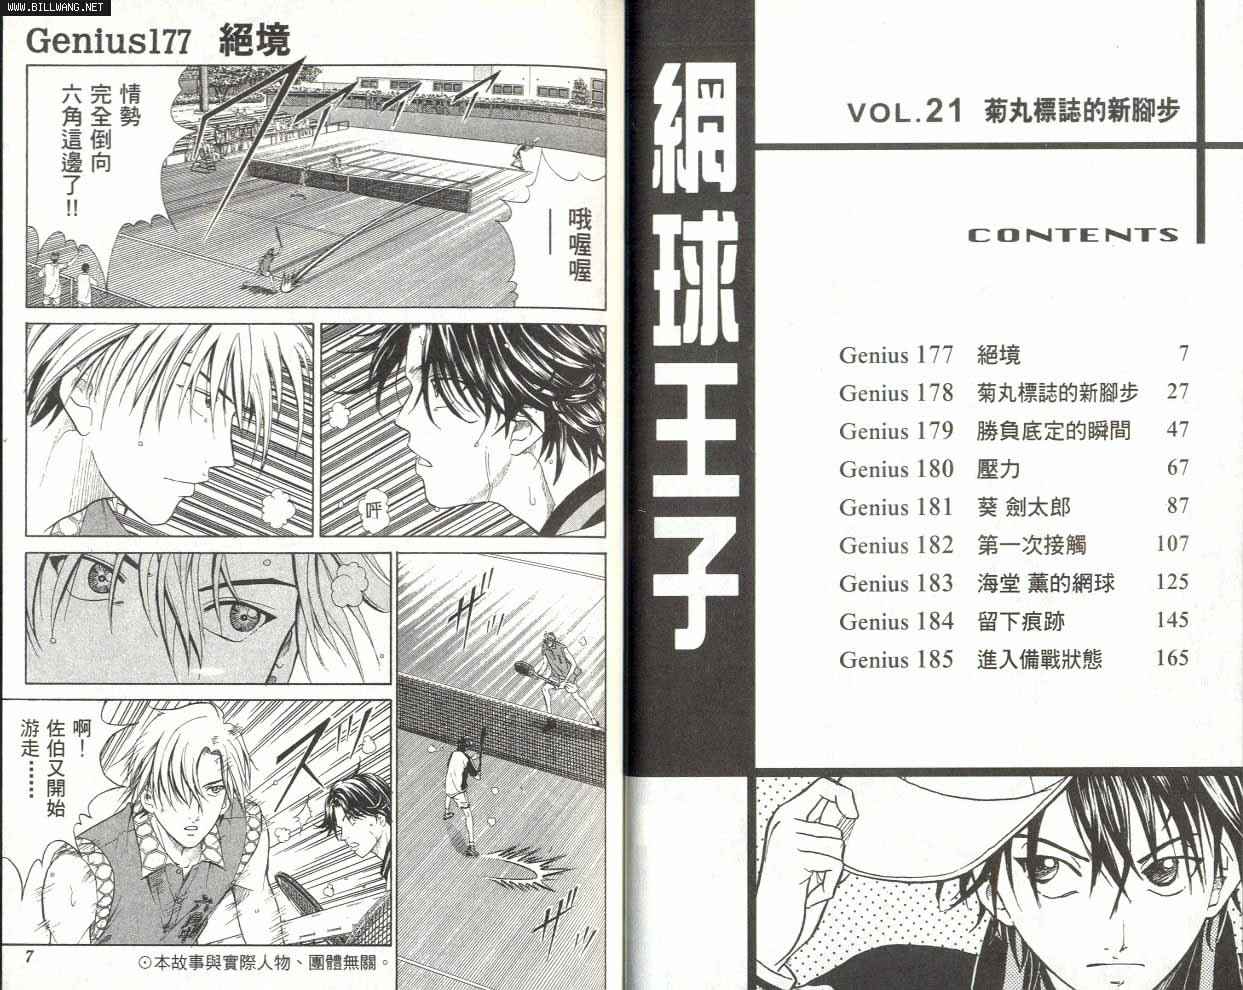 WWW.BILLWANG.NET
Genius177 絕境
情勢
完全倒向
六角這邊了!!
哦喔喔
——
呼
啊！
佐伯又開始
游走……
六角中
7
⊙本故事與實際人物、團體無關。
網球王子
VOL.21 菊丸標誌的新腳步
CONTENTS
Genius 177 絕境 7
Genius 178 菊丸標誌的新腳步 27
Genius 179 勝負底定的瞬間 47
Genius 180 壓力 67
Genius 181 葵 劍太郎 87
Genius 182 第一次接觸 107
Genius 183 海堂 薰的網球 125
Genius 184 留下痕跡 145
Genius 185 進入備戰狀態 165